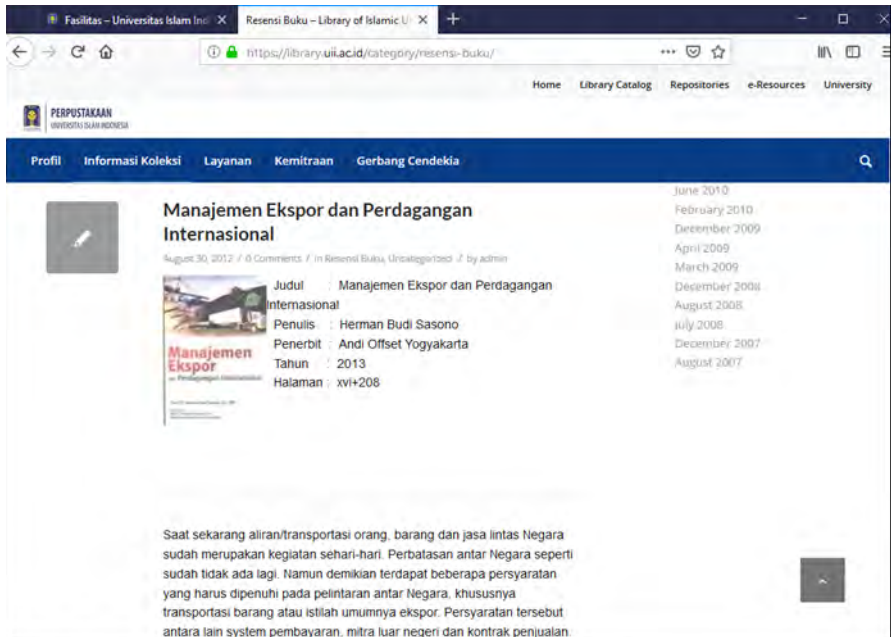 Fasilitas – Universitas Islam Ind
Resensi Buku – Library of Islamic U
https://library.uii.ac.id/category/resensi-buku/
Home Library Catalog Repositories e-Resources University
PERPUSTAKAAN
UNIVERSITAS ISLAM INDONESIA
Profil Informasi Koleksi Layanan Kemitraan Gerbang Cendekia
Manajemen Ekspor dan Perdagangan
Internasional
August 30, 2012 / 0 Comments / in Resensi Buku, Uncategorized / by admin
Manajemen
Ekspor
dan Perdagangan Internasional
Judul : Manajemen Ekspor dan Perdagangan
Internasional
Penulis : Herman Budi Sasono
Penerbit : Andi Offset Yogyakarta
Tahun : 2013
Halaman : xvi+208
Saat sekarang aliran/transportasi orang, barang dan jasa lintas Negara
sudah merupakan kegiatan sehari-hari. Perbatasan antar Negara seperti
sudah tidak ada lagi. Namun demikian terdapat beberapa persyaratan
yang harus dipenuhi pada pelintaran antar Negara, khususnya
transportasi barang atau istilah umumnya ekspor. Persyaratan tersebut
antara lain system pembayaran, mitra luar negeri dan kontrak penjualan.
June 2010
February 2010
December 2009
April 2009
March 2009
December 2008
August 2008
July 2008
December 2007
August 2007